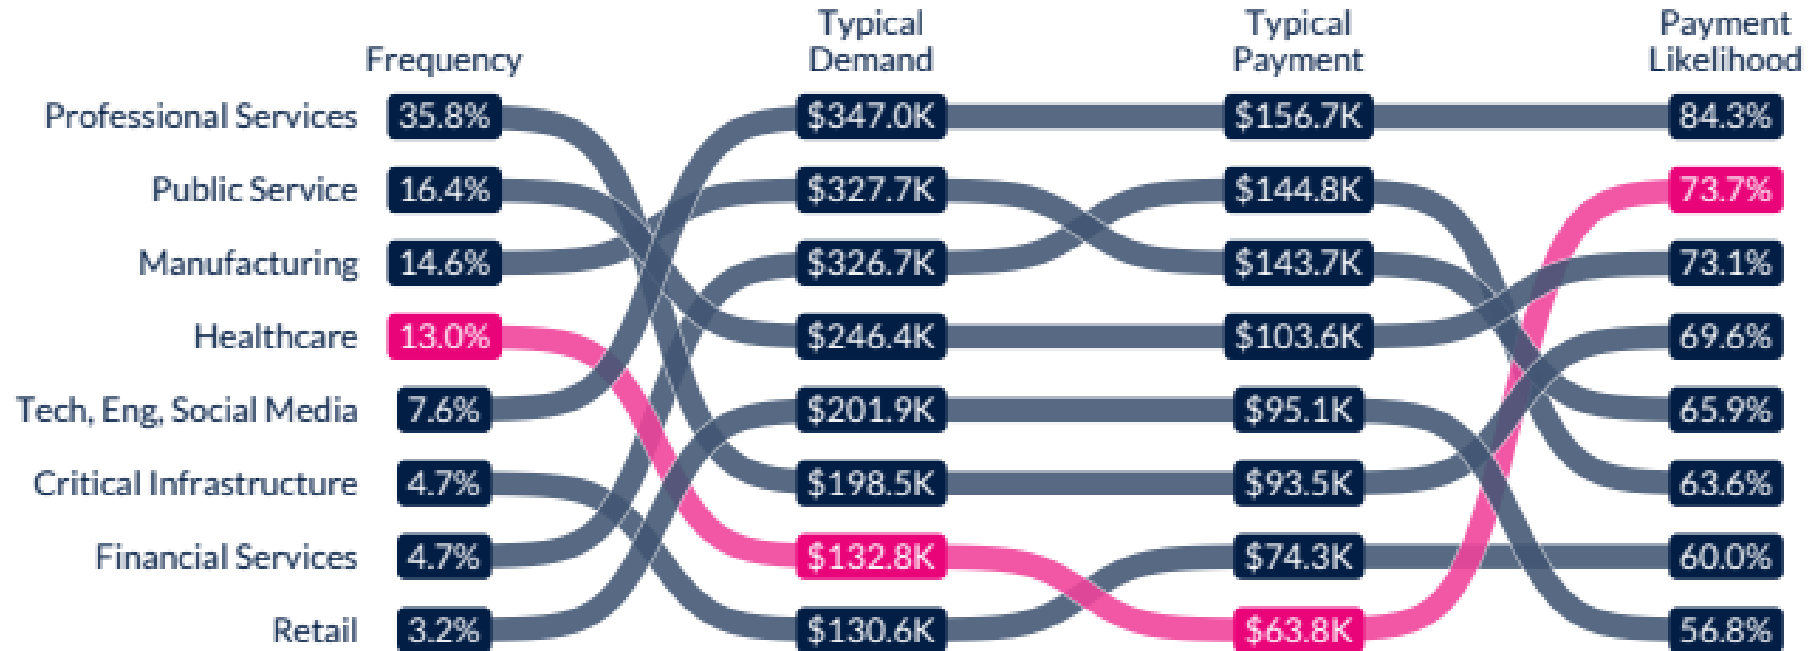 Frequency
Typical
Demand
Typical
Payment
Payment
Likelihood
Professional Services 35.8% $347.0K $156.7K 84.3%
Public Service 16.4% $327.7K $144.8K 73.7%
Manufacturing 14.6% $326.7K $143.7K 73.1%
Healthcare 13.0% $246.4K $103.6K 69.6%
Tech, Eng, Social Media 7.6% $201.9K $95.1K 65.9%
Critical Infrastructure 4.7% $198.5K $93.5K 63.6%
Financial Services 4.7% $132.8K $74.3K 60.0%
Retail 3.2% $130.6K $63.8K 56.8%